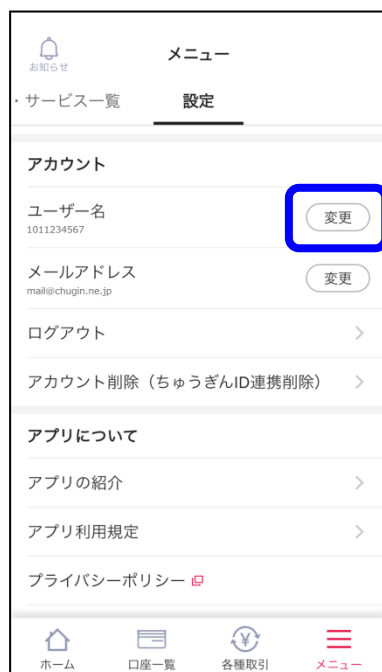 お知らせ
メニュー
・サービス一覧
設定
アカウント
ユーザー名
変更
1011234567
メールアドレス
変更
mail@chugin.ne.jp
ログアウト
アカウント削除（ちゅうぎんID連携削除）
アプリについて
アプリの紹介
アプリ利用規定
プライバシーポリシー
ホーム
口座一覧
各種取引
メニュー